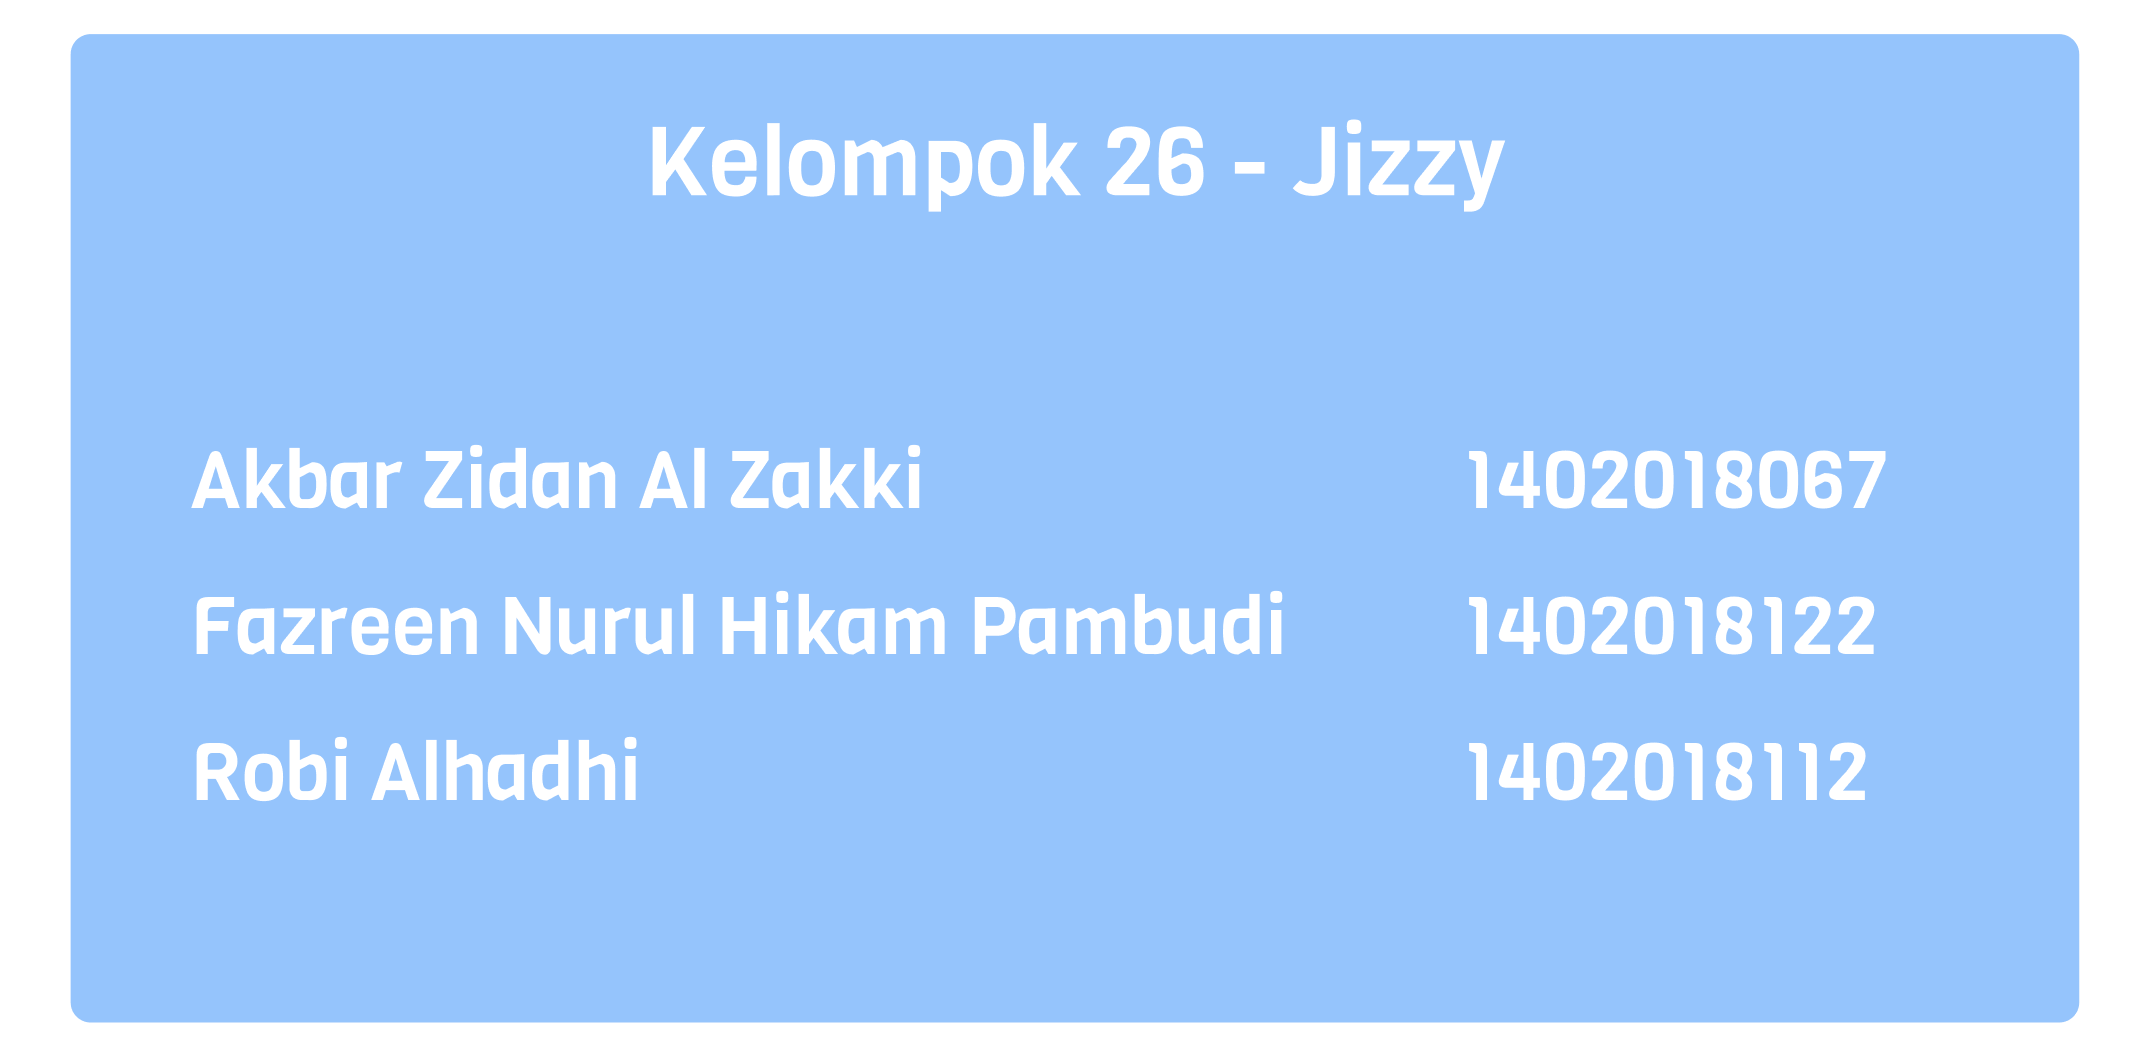 Kelompok 26 - Jizzy
Akbar Zidan Al Zakki 1402018067
Fazreen Nurul Hikam Pambudi 1402018122
Robi Alhadhi 1402018112